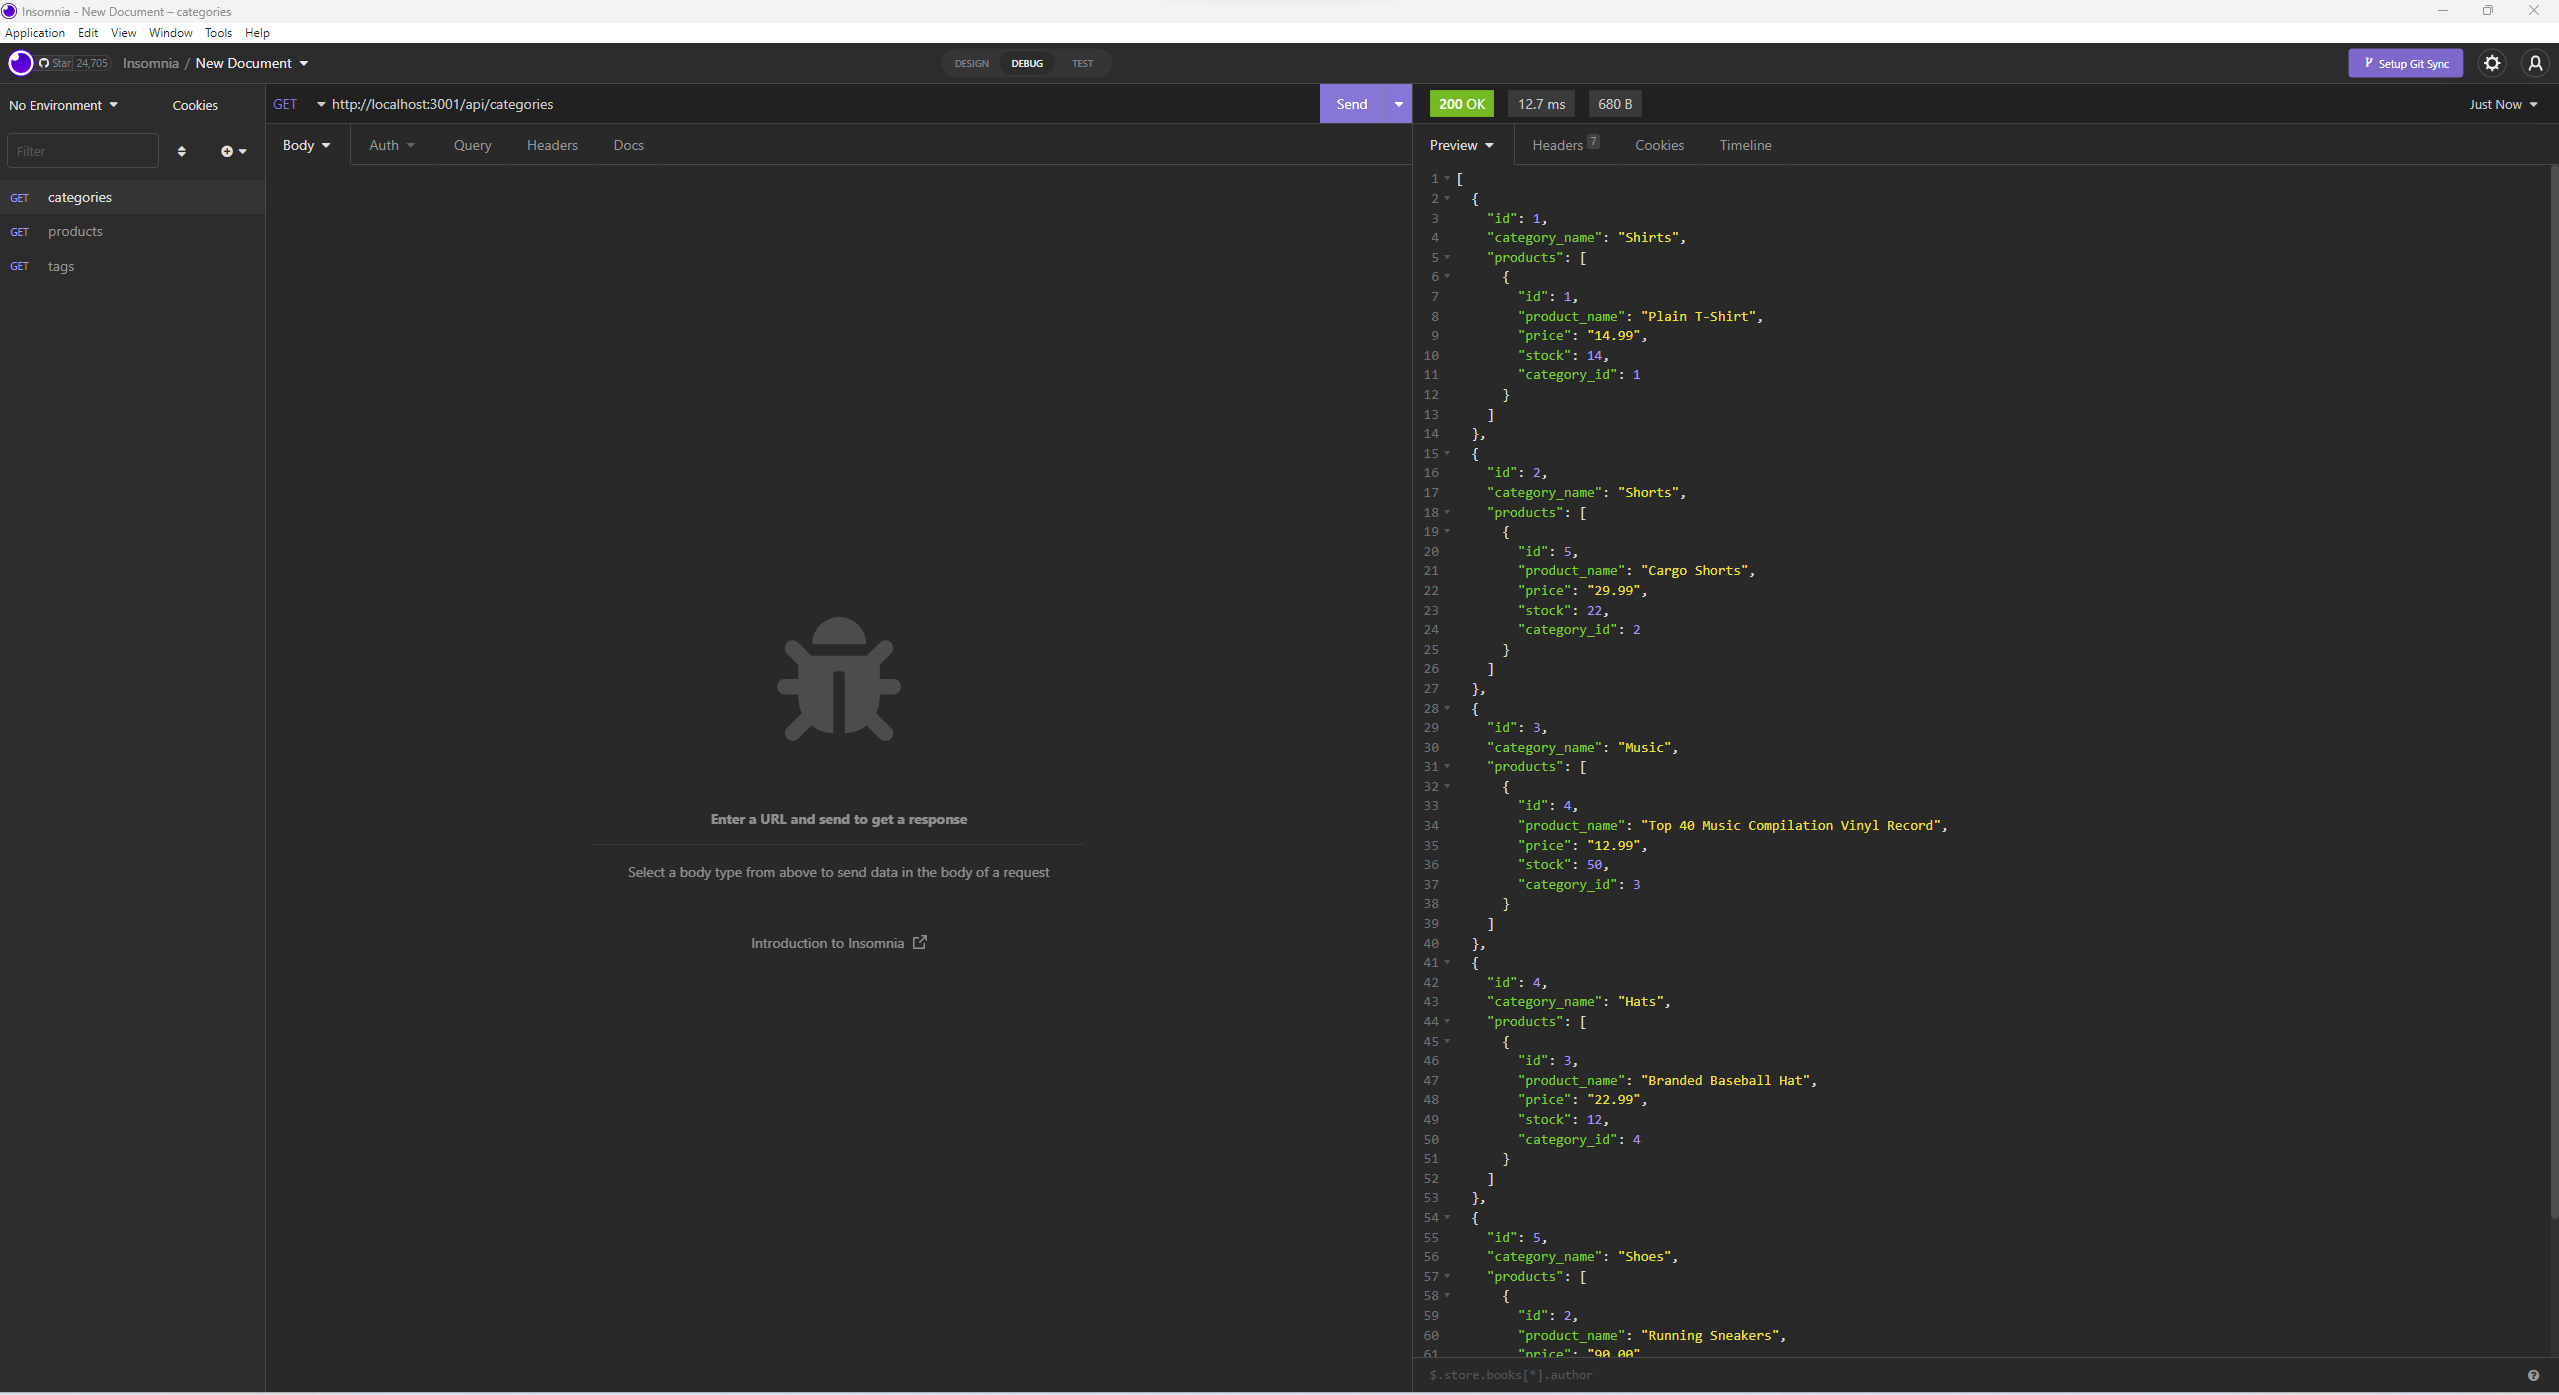 Insomnia - New Document – categories
Application Edit View Window Tools Help
Star 24,705 Insomnia / New Document DESIGN DEBUG TEST Setup Git Sync
No Environment Cookies
Filter
GET categories
GET products
GET tags
GET http://localhost:3001/api/categories Send
Body Auth Query Headers Docs
Enter a URL and send to get a response
Select a body type from above to send data in the body of a request
Introduction to Insomnia
200 OK 12.7 ms 680 B Just Now
Preview Headers 7 Cookies Timeline
1 [
2 {
3 "id": 1,
4 "category_name": "Shirts",
5 "products": [
6 {
7 "id": 1,
8 "product_name": "Plain T-Shirt",
9 "price": "14.99",
10 "stock": 14,
11 "category_id": 1
12 }
13 ]
14 },
15 {
16 "id": 2,
17 "category_name": "Shorts",
18 "products": [
19 {
20 "id": 5,
21 "product_name": "Cargo Shorts",
22 "price": "29.99",
23 "stock": 22,
24 "category_id": 2
25 }
26 ]
27 },
28 {
29 "id": 3,
30 "category_name": "Music",
31 "products": [
32 {
33 "id": 4,
34 "product_name": "Top 40 Music Compilation Vinyl Record",
35 "price": "12.99",
36 "stock": 50,
37 "category_id": 3
38 }
39 ]
40 },
41 {
42 "id": 4,
43 "category_name": "Hats",
44 "products": [
45 {
46 "id": 3,
47 "product_name": "Branded Baseball Hat",
48 "price": "22.99",
49 "stock": 12,
50 "category_id": 4
51 }
52 ]
53 },
54 {
55 "id": 5,
56 "category_name": "Shoes",
57 "products": [
58 {
59 "id": 2,
60 "product_name": "Running Sneakers",
61 "price": "90.00"
$.store.books[*].author